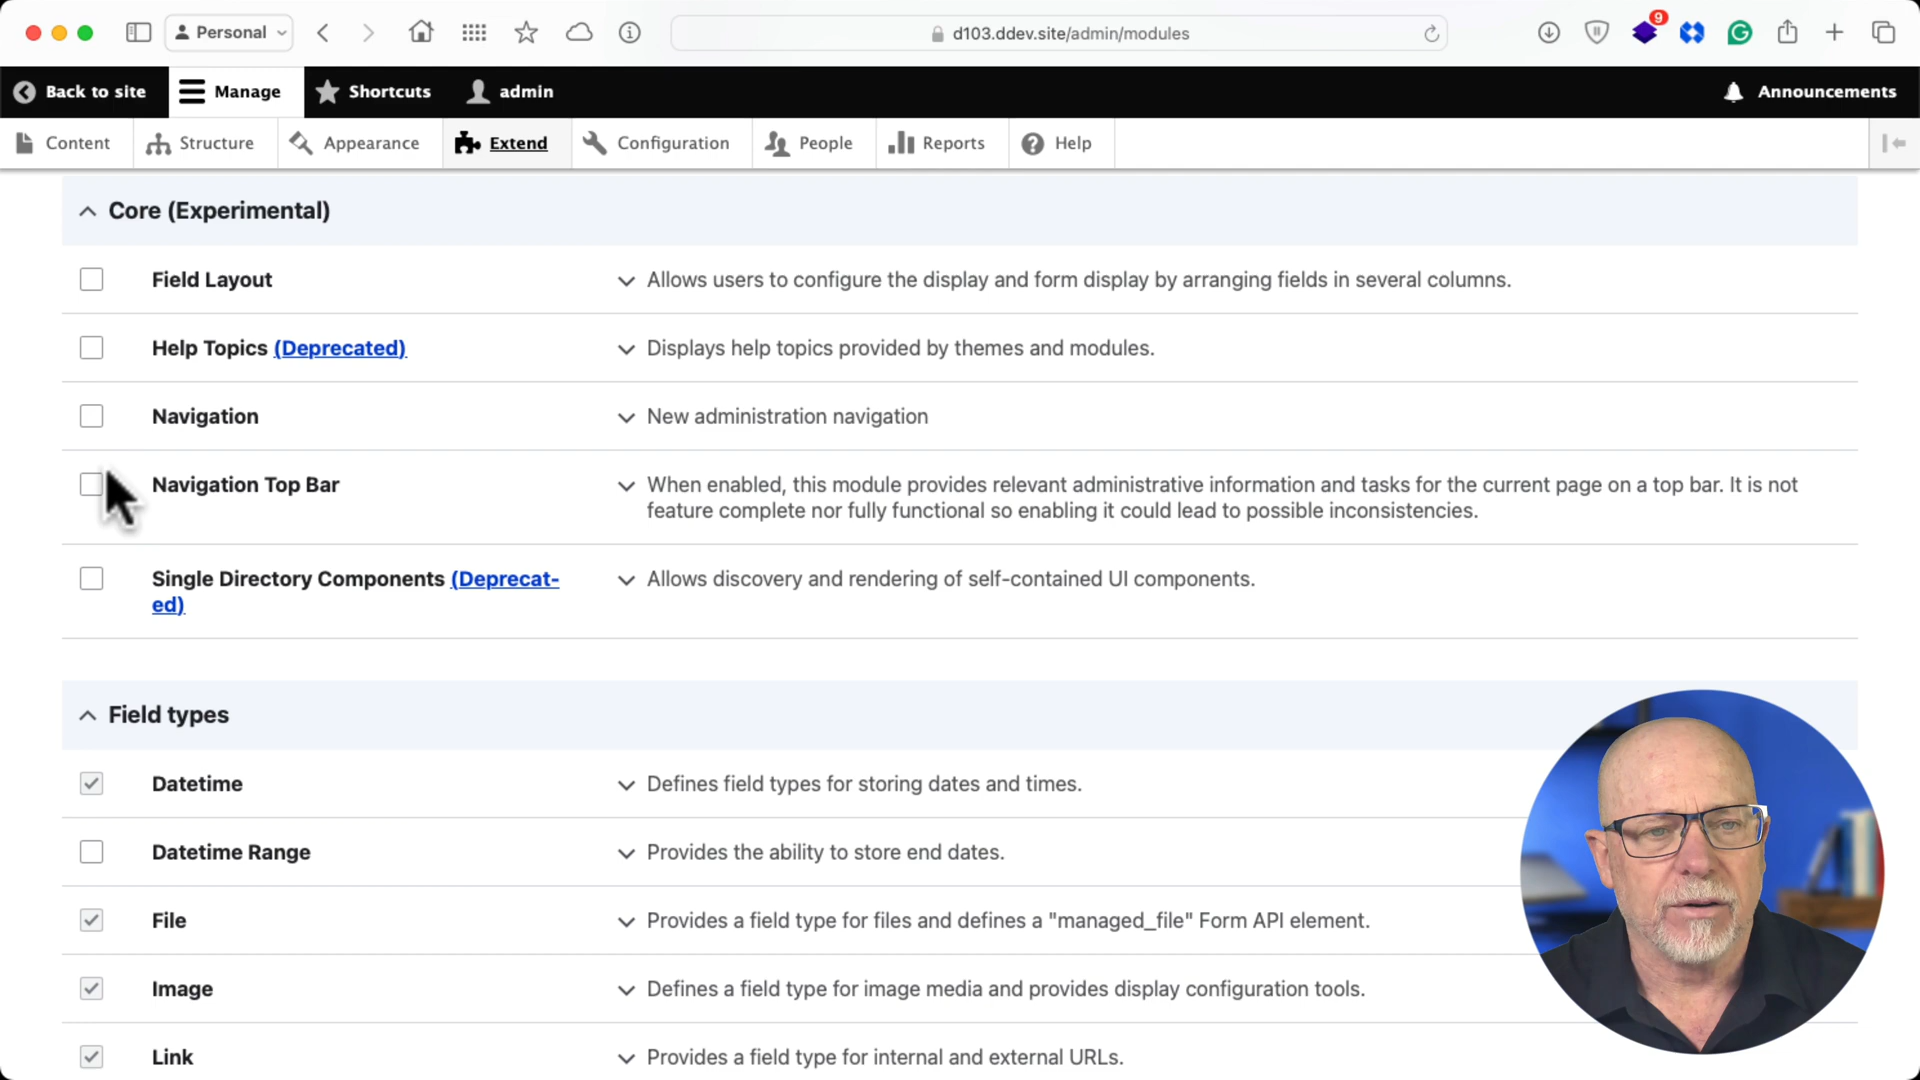 Personal
d103.ddev.site/admin/modules
9
Back to site
Manage
Shortcuts
admin
Announcements
Content
Structure
Appearance
Extend
Configuration
People
Reports
Help
Core (Experimental)
Field Layout
Allows users to configure the display and form display by arranging fields in several columns.
Help Topics (Deprecated)
Displays help topics provided by themes and modules.
Navigation
New administration navigation
Navigation Top Bar
When enabled, this module provides relevant administrative information and tasks for the current page on a top bar. It is not
feature complete nor fully functional so enabling it could lead to possible inconsistencies.
Single Directory Components (Deprecat-
ed)
Allows discovery and rendering of self-contained UI components.
Field types
Datetime
Defines field types for storing dates and times.
Datetime Range
Provides the ability to store end dates.
File
Provides a field type for files and defines a "managed_file" Form API element.
Image
Defines a field type for image media and provides display configuration tools.
Link
Provides a field type for internal and external URLs.